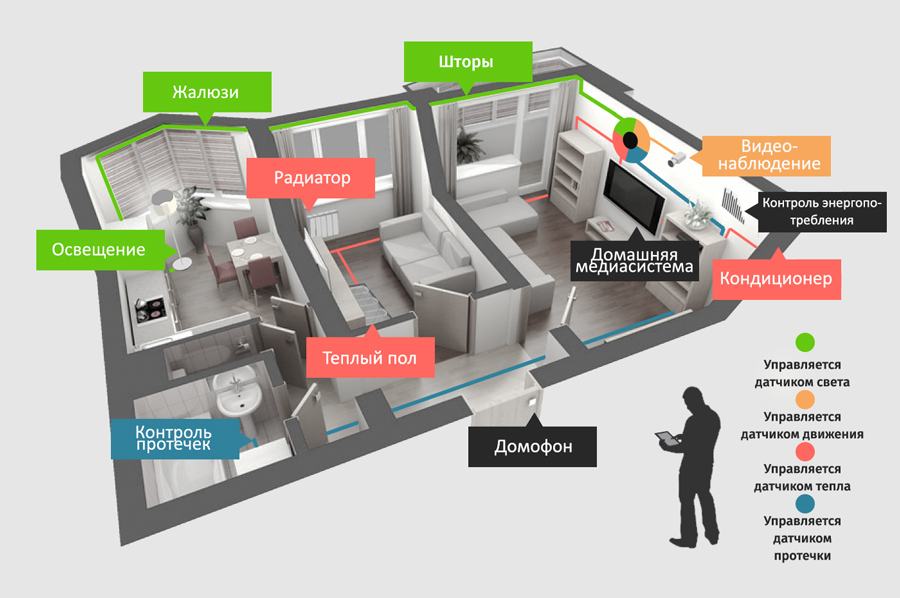 Шторы
Жалюзи
Видео-
наблюдение
Радиатор
Контроль энергопо-
требления
Освещение
Домашняя
медиасистема
Кондиционер
Теплый пол
Контроль
протечек
Домофон
Управляется
датчиком света
Управляется
датчиком движения
Управляется
датчиком тепла
Управляется
датчиком
протечки